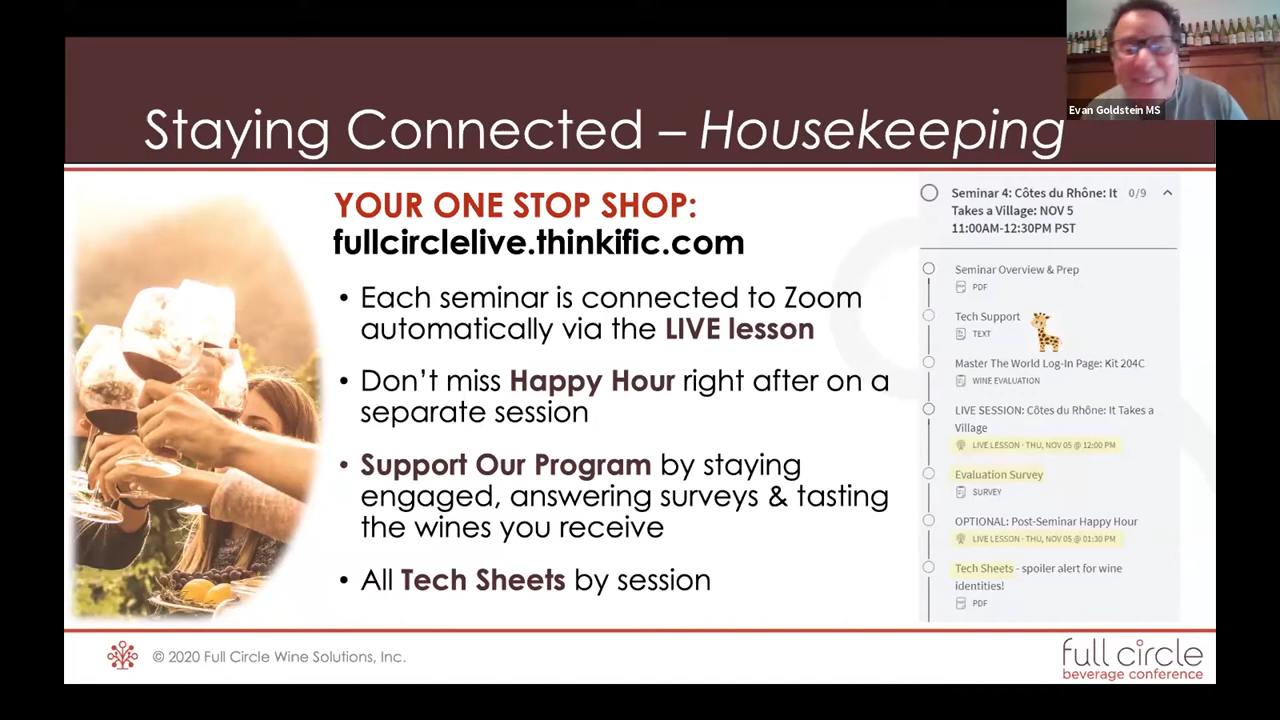 Evan Goldstein MS
Staying Connected – Housekeeping
YOUR ONE STOP SHOP:
fullcirclelive.thinkific.com
• Each seminar is connected to Zoom
automatically via the LIVE lesson
• Don’t miss Happy Hour right after on a
separate session
• Support Our Program by staying
engaged, answering surveys & tasting
the wines you receive
• All Tech Sheets by session
Seminar 4: Côtes du Rhône: It 0/9
Takes a Village: NOV 5
11:00AM-12:30PM PST
Seminar Overview & Prep
PDF
Tech Support
TEXT
Master The World Log-In Page: Kit 204C
WINE EVALUATION
LIVE SESSION: Côtes du Rhône: It Takes a
Village
LIVE LESSON · THU, NOV 05 @ 12:00 PM
Evaluation Survey
SURVEY
OPTIONAL: Post-Seminar Happy Hour
LIVE LESSON · THU, NOV 05 @ 01:30 PM
Tech Sheets - spoiler alert for wine
identities!
PDF
© 2020 Full Circle Wine Solutions, Inc.
full circle
beverage conference